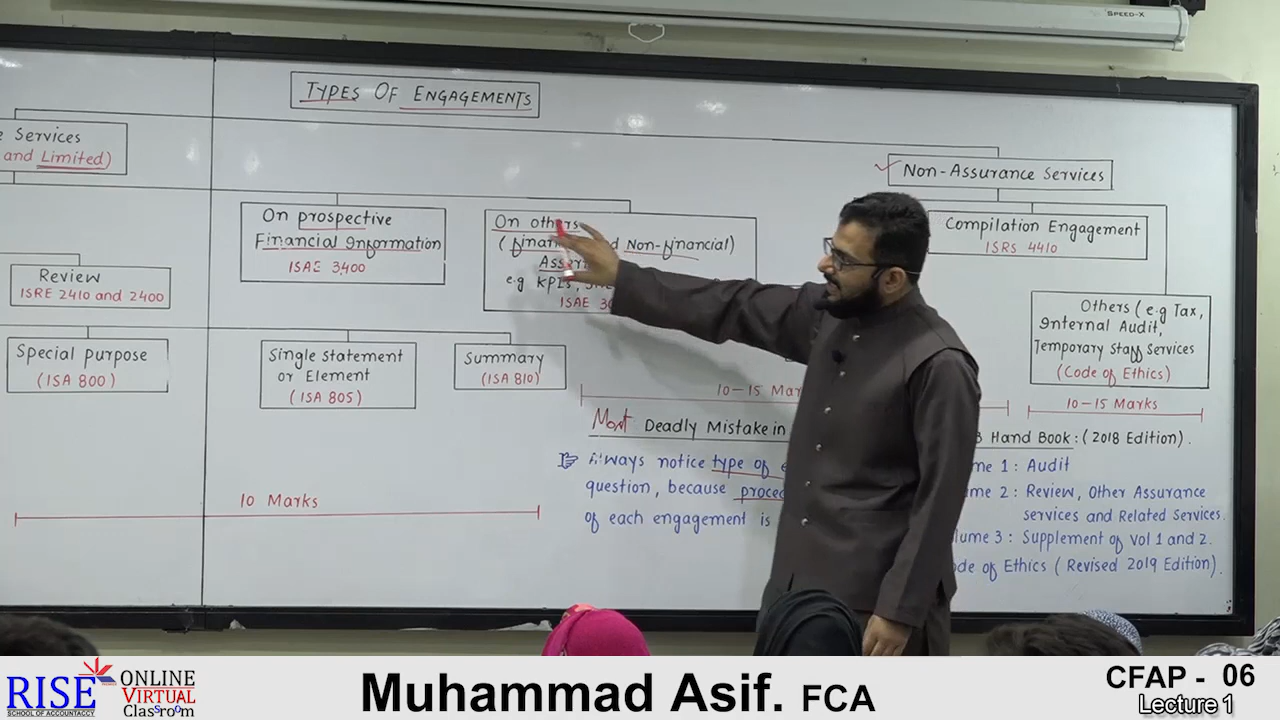 SPEED-X
TYPES OF ENGAGEMENTS
e Services
and Limited)
Non-Assurance Services
On prospective
Financial Information
ISAE 3400
On others
Non-financial)
e.g KPIs,
ISAE
Compilation Engagement
ISRS 4410
Review
ISRE 2410 and 2400
Others (e.g Tax,
Internal Audit,
Temporary Staff Services
(Code of Ethics)
Special purpose
(ISA 800)
Single statement
or Element
(ISA 805)
Summary
(ISA 810)
10-15 Mar
10-15 Marks
Most Deadly Mistake in
Hand Book: (2018 Edition).
Always notice type of
question, because proced
of each engagement is
me 1: Audit
me 2: Review, Other Assurance
services and Related Services.
lume 3: Supplement of Vol 1 and 2.
ode of Ethics (Revised 2019 Edition).
10 Marks
RISE
SCHOOL OF ACCOUNTANCY
ONLINE
VIRTUAL
Classroom
Muhammad Asif. FCA
CFAP - 06
Lecture 1